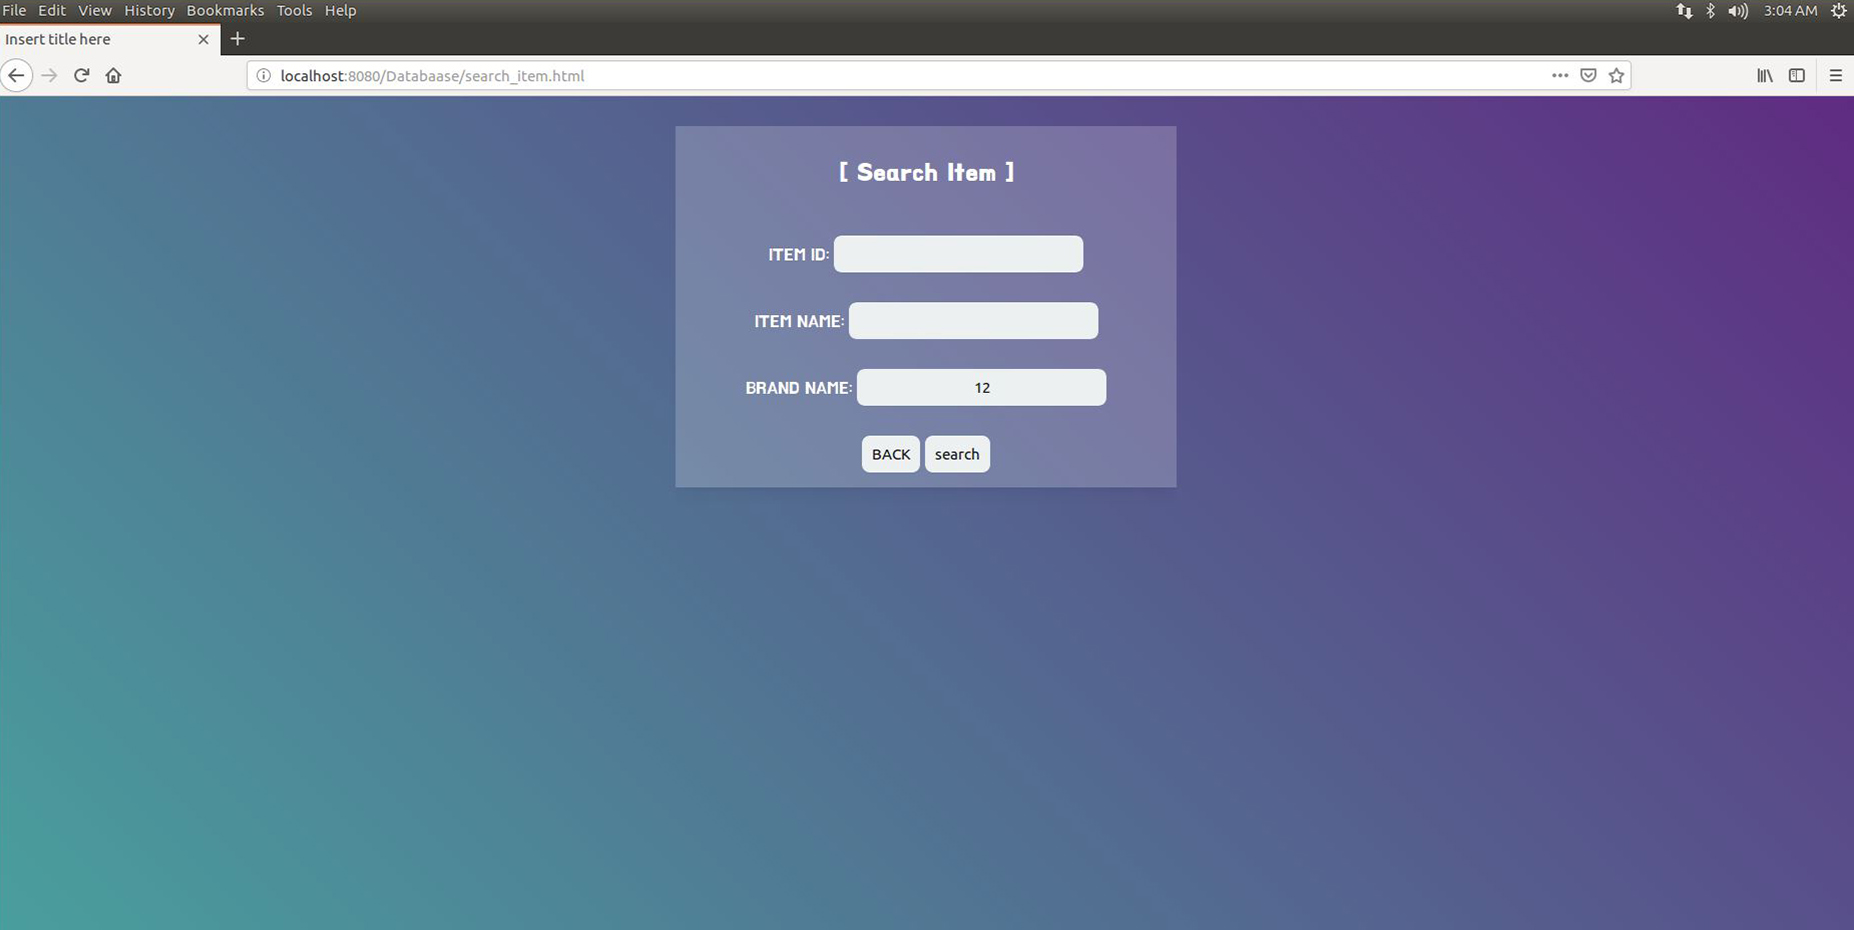 File Edit View History Bookmarks Tools Help 3:04 AM
Insert title here
localhost:8080/Databaase/search_item.html
[ Search Item ]
ITEM ID:
ITEM NAME:
BRAND NAME: 12
BACK search